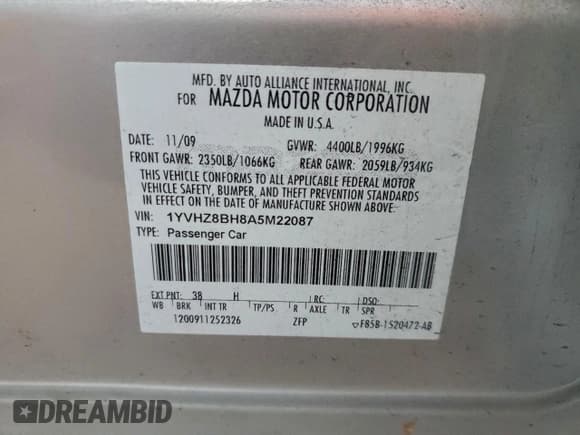 MFD. BY AUTO ALLIANCE INTERNATIONAL, INC.
FOR MAZDA MOTOR CORPORATION
MADE IN U.S.A.
DATE: 11/09 GVWR: 4400LB/1996KG
FRONT GAWR: 2350LB/1066KG REAR GAWR: 2059LB/934KG
THIS VEHICLE CONFORMS TO ALL APPLICABLE FEDERAL MOTOR
VEHICLE SAFETY, BUMPER, AND THEFT PREVENTION STANDARDS
IN EFFECT ON THE DATE OF MANUFACTURE SHOWN ABOVE.
VIN: 1YVHZ8BH8A5M22087
TYPE: Passenger Car
EXT PNT: 38 H RC: DSO:
WB BRK INT TR TP/PS R AXLE TR SPR
1200911252326 ZFP F85B-1520472-AB
DREAMBID